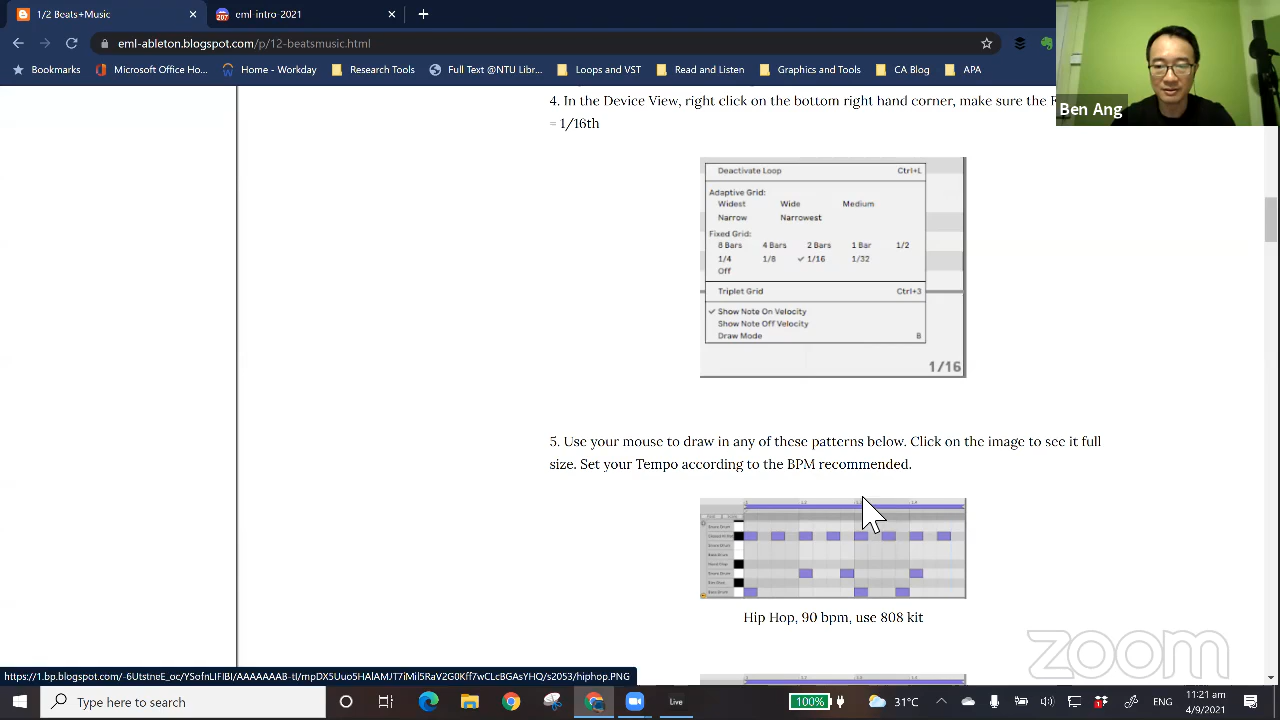 1/2 Beats+Music
eml intro 2021
eml-ableton.blogspot.com/p/12-beatsmusic.html
Bookmarks
Microsoft Office Ho...
Home - Workday
Research Tools
@NTU Libr...
Loops and VST
Read and Listen
Graphics and Tools
CA Blog
APA
Ben Ang
4. In the Device View, right click on the bottom right hand corner, make sure the
= 1/16th
Deactivate Loop Ctrl+L
Adaptive Grid:
Widest Wide Medium
Narrow Narrowest
Fixed Grid:
8 Bars 4 Bars 2 Bars 1 Bar 1/2
1/4 1/8 ✓ 1/16 1/32
Off
Triplet Grid Ctrl+3
✓ Show Note On Velocity
Show Note Off Velocity
Draw Mode B
1/16
5. Use your mouse to draw in any of these patterns below. Click on the image to see it full
size. Set your Tempo according to the BPM recommended.
Hip Hop, 90 bpm, use 808 kit
zoom
Type here to search
Live
100%
31°C
ENG
11:21 am
4/9/2021